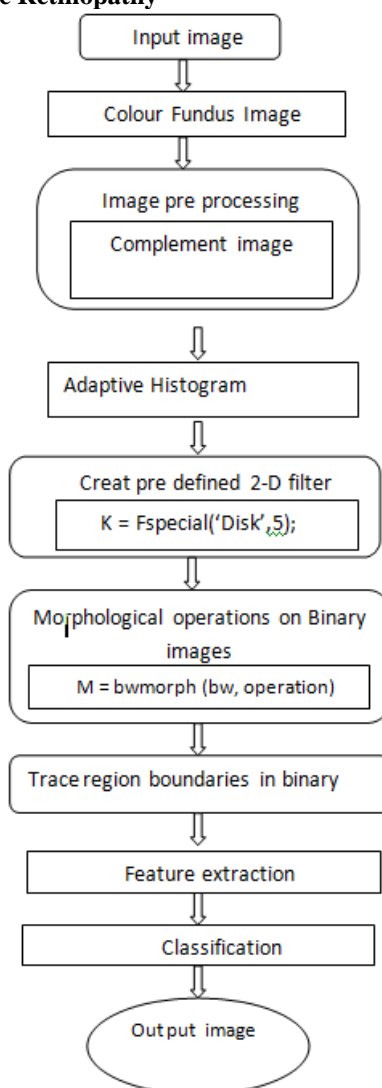 Retinopathy
Input image
Colour Fundus Image
Image pre processing
Complement image
Adaptive Histogram
Creat pre defined 2-D filter
K = Fspecial(‘Disk’,5);
Morphological operations on Binary
images
M = bwmorph (bw, operation)
Trace region boundaries in binary
Feature extraction
Classification
Output image